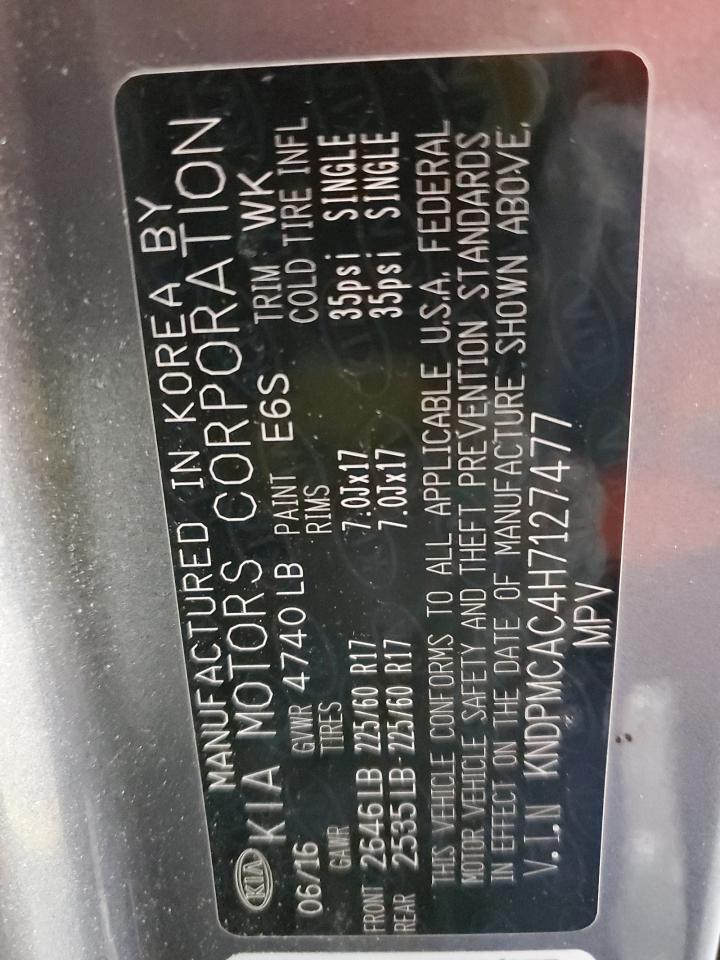 MANUFACTURED IN KOREA BY
KIA KIA MOTORS CORPORATION
06/16 GVWR 4740 LB PAINT E6S TRIM WK
GAWR TIRES RIMS COLD TIRE INFL
FRONT 2646LB 225/60 R17 7.0Jx17 35psi SINGLE
REAR 2535LB 225/60 R17 7.0Jx17 35psi SINGLE
THIS VEHICLE CONFORMS TO ALL APPLICABLE U.S.A. FEDERAL
MOTOR VEHICLE SAFETY AND THEFT PREVENTION STANDARDS
IN EFFECT ON THE DATE OF MANUFACTURE SHOWN ABOVE.
V.I.N KNDPMCAC4H7127477
MPV